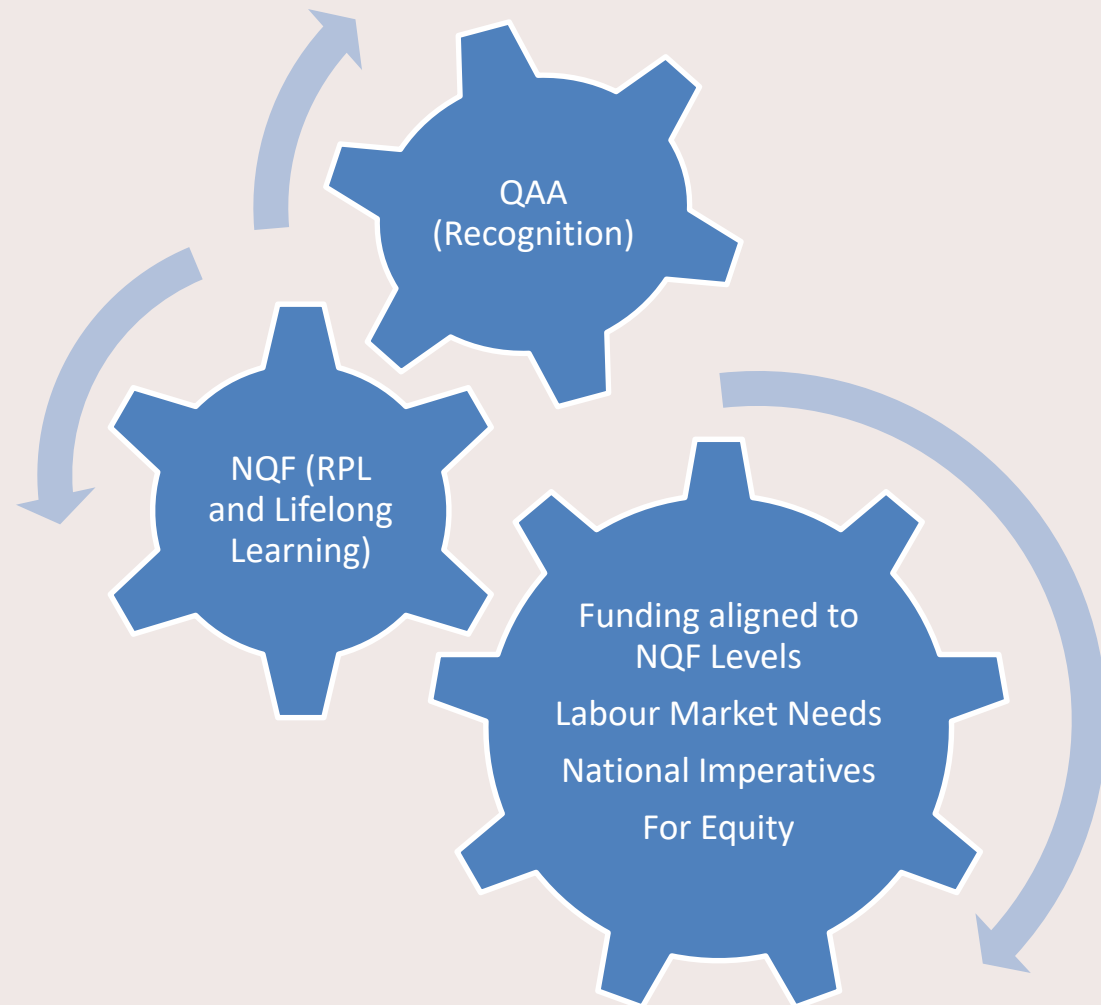 QAA
(Recognition)
NQF (RPL
and Lifelong
Learning)
Funding aligned to
NQF Levels
Labour Market Needs
National Imperatives
For Equity